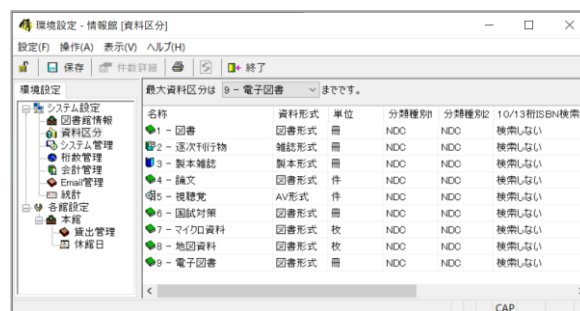 環境設定 - 情報館 [資料区分]
設定(F) 操作(A) 表示(V) ヘルプ(H)
保存 件数詳細 終了
環境設定
システム設定
図書館情報
資料区分
システム管理
桁数管理
会計管理
Email管理
統計
各館設定
本館
貸出管理
休館日
最大資料区分は 9 - 電子図書 までです。
名称 資料形式 単位 分類種別1 分類種別2 10/13桁ISBN検索
1 - 図書 図書形式 冊 NDC NDC 検索しない
2 - 逐次刊行物 雑誌形式 冊 NDC NDC 検索しない
3 - 製本雑誌 製本形式 冊 NDC NDC 検索しない
4 - 論文 図書形式 件 NDC NDC 検索しない
5 - 視聴覚 AV形式 件 NDC NDC 検索しない
6 - 国試対策 図書形式 冊 NDC NDC 検索しない
7 - マイクロ資料 図書形式 枚 NDC NDC 検索しない
8 - 地図資料 図書形式 枚 NDC NDC 検索しない
9 - 電子図書 図書形式 冊 NDC NDC 検索しない
CAP